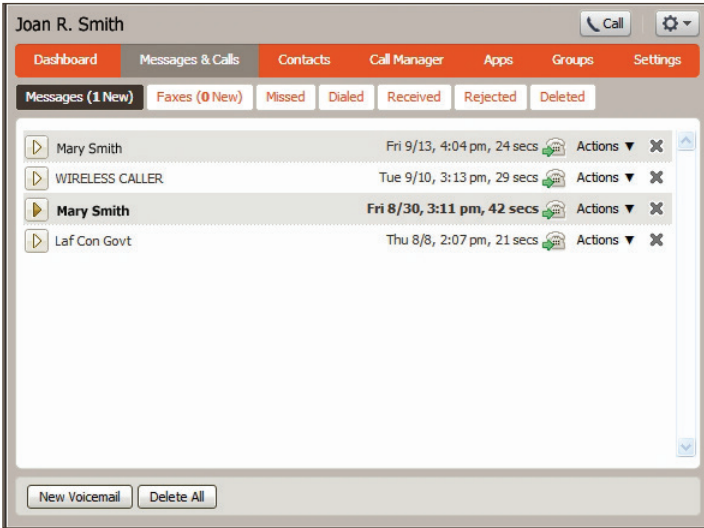 Joan R. Smith Call
Dashboard Messages & Calls Contacts Call Manager Apps Groups Settings
Messages (1 New) Faxes (0 New) Missed Dialed Received Rejected Deleted
Mary Smith Fri 9/13, 4:04 pm, 24 secs Actions ▼
WIRELESS CALLER Tue 9/10, 3:13 pm, 29 secs Actions ▼
Mary Smith Fri 8/30, 3:11 pm, 42 secs Actions ▼
Laf Con Govt Thu 8/8, 2:07 pm, 21 secs Actions ▼
New Voicemail Delete All